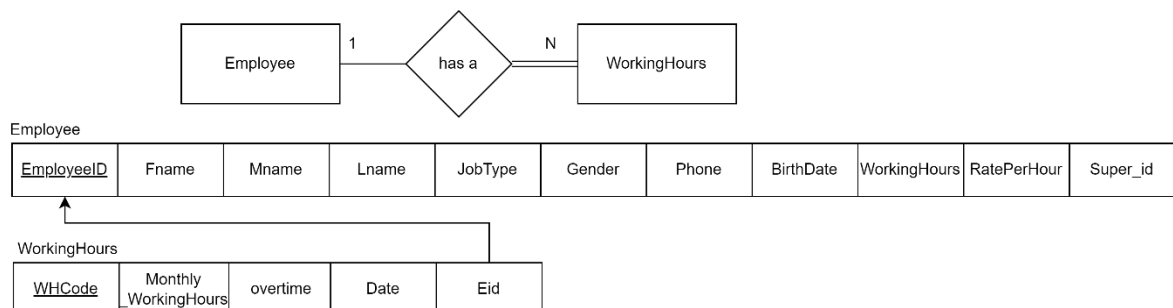 Employee 1 has a N WorkingHours
Employee
EmployeeID Fname Mname Lname JobType Gender Phone BirthDate WorkingHours RatePerHour Super_id
WorkingHours
WHCode Monthly _WorkingHours overtime Date Eid